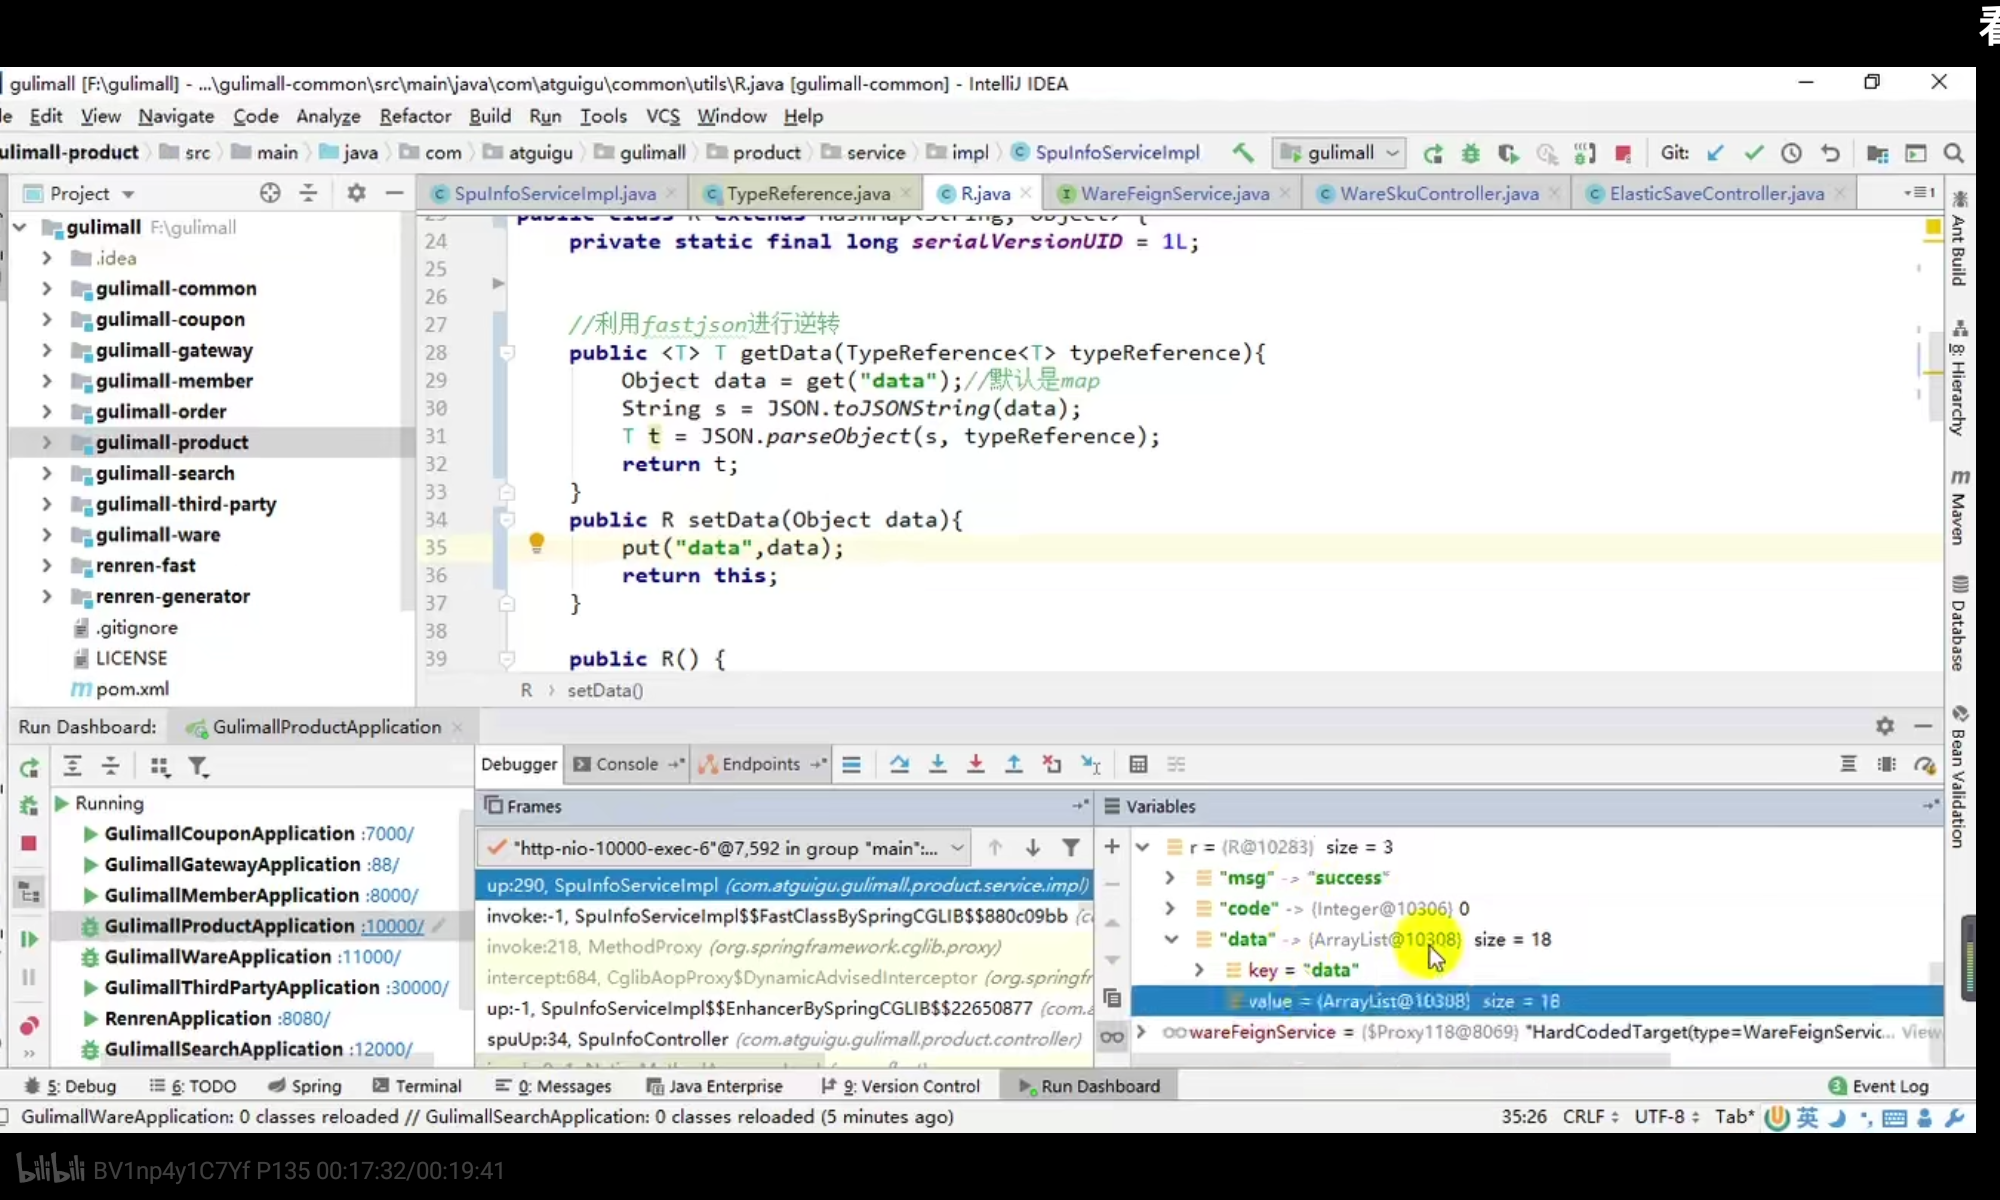 gulimall [F:\gulimall] - ...\gulimall-common\src\main\java\com\atguigu\common\utils\R.java [gulimall-common] - IntelliJ IDEA
Edit View Navigate Code Analyze Refactor Build Run Tools VCS Window Help
ulimall-product src main java com atguigu gulimall product service impl SpuInfoServiceImpl gulimall Git:
Project SpuInfoServiceImpl.java TypeReference.java R.java WareFeignService.java WareSkuController.java ElasticSaveController.java
gulimall F:\gulimall
.idea
gulimall-common
gulimall-coupon
gulimall-gateway
gulimall-member
gulimall-order
gulimall-product
gulimall-search
gulimall-third-party
gulimall-ware
renren-fast
renren-generator
.gitignore
LICENSE
pom.xml
public class R extends HashMap<String, Object> {
24 private static final long serialVersionUID = 1L;
25
26
27 //利用fastjson进行逆转
28 public <T> T getData(TypeReference<T> typeReference){
29 Object data = get("data");//默认是map
30 String s = JSON.toJSONString(data);
31 T t = JSON.parseObject(s, typeReference);
32 return t;
33 }
34 public R setData(Object data){
35 put("data",data);
36 return this;
37 }
38
39 public R() {
R › setData()
Ant Build
8: Hierarchy
Maven
Database
Bean Validation
Run Dashboard: GulimallProductApplication
Debugger Console Endpoints
Running
GulimallCouponApplication :7000/
GulimallGatewayApplication :88/
GulimallMemberApplication :8000/
GulimallProductApplication :10000/
GulimallWareApplication :11000/
GulimallThirdPartyApplication :30000/
RenrenApplication :8080/
GulimallSearchApplication :12000/
Frames
"http-nio-10000-exec-6"@7,592 in group "main":...
up:290, SpuInfoServiceImpl (com.atguigu.gulimall.product.service.impl)
invoke:-1, SpuInfoServiceImpl$$FastClassBySpringCGLIB$$880c09bb
invoke:218, MethodProxy (org.springframework.cglib.proxy)
intercept:684, CglibAopProxy$DynamicAdvisedInterceptor (org.springfr
up:-1, SpuInfoServiceImpl$$EnhancerBySpringCGLIB$$22650877 (com.a
spuUp:34, SpuInfoController (com.atguigu.gulimall.product.controller)
Variables
r = {R@10283} size = 3
"msg" -> "success"
"code" -> {Integer@10306} 0
"data" -> {ArrayList@10308} size = 18
key = "data"
value = {ArrayList@10308} size = 18
wareFeignService = {$Proxy118@8069} "HardCodedTarget(type=WareFeignServic... View
5: Debug 6: TODO Spring Terminal 0: Messages Java Enterprise 9: Version Control Run Dashboard 3 Event Log
GulimallWareApplication: 0 classes reloaded // GulimallSearchApplication: 0 classes reloaded (5 minutes ago) 35:26 CRLF UTF-8 Tab* 英
bilibili BV1np4y1C7Yf P135 00:17:32/00:19:41